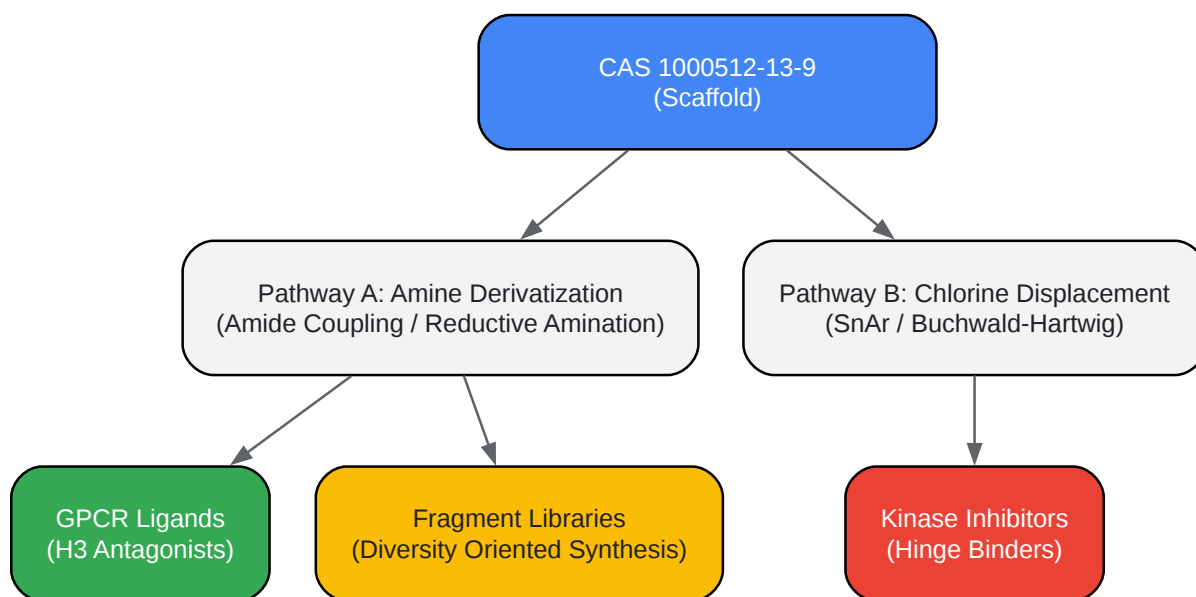 CAS 1000512-13-9
(Scaffold)
Pathway A: Amine Derivatization
(Amide Coupling / Reductive Amination)
Pathway B: Chlorine Displacement
(SnAr / Buchwald-Hartwig)
GPCR Ligands
(H3 Antagonists)
Fragment Libraries
(Diversity Oriented Synthesis)
Kinase Inhibitors
(Hinge Binders)